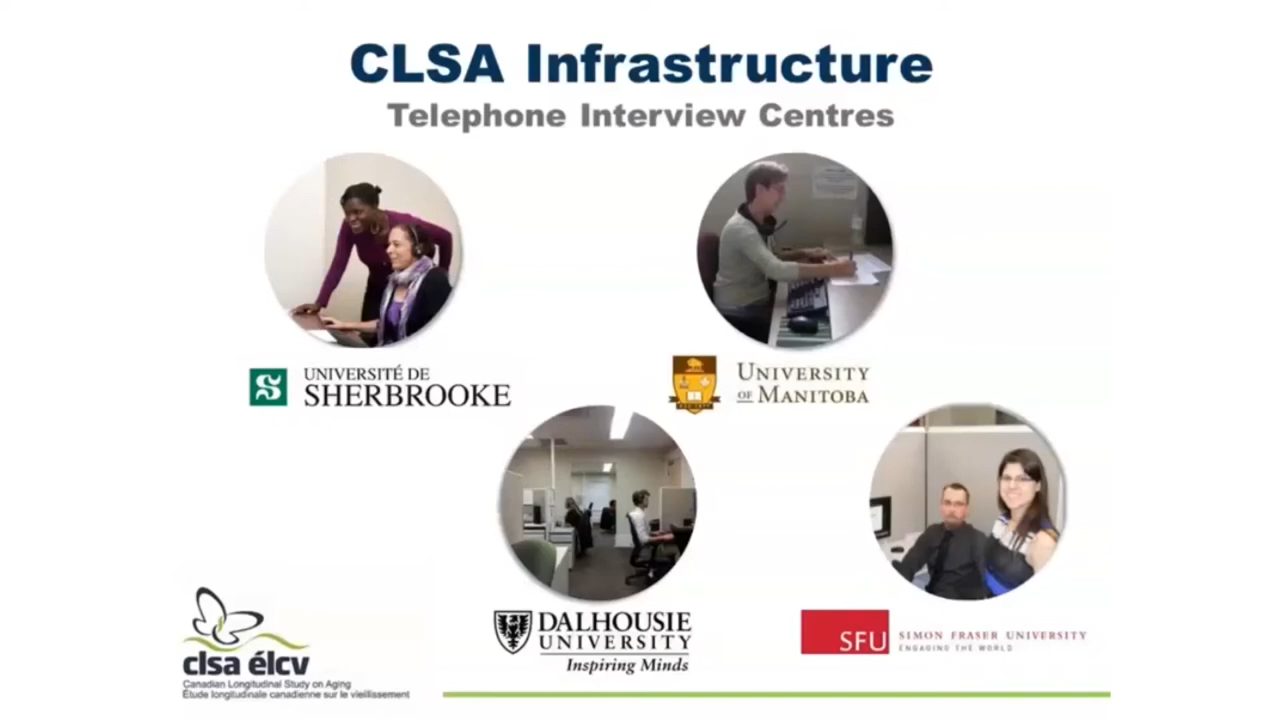 CLSA Infrastructure
Telephone Interview Centres
UNIVERSITÉ DE
SHERBROOKE
UNIVERSITY
OF MANITOBA
DALHOUSIE
UNIVERSITY
Inspiring Minds
SFU
SIMON FRASER UNIVERSITY
ENGAGING THE WORLD
clsa élcv
Canadian Longitudinal Study on Aging
Étude longitudinale canadienne sur le vieillissement